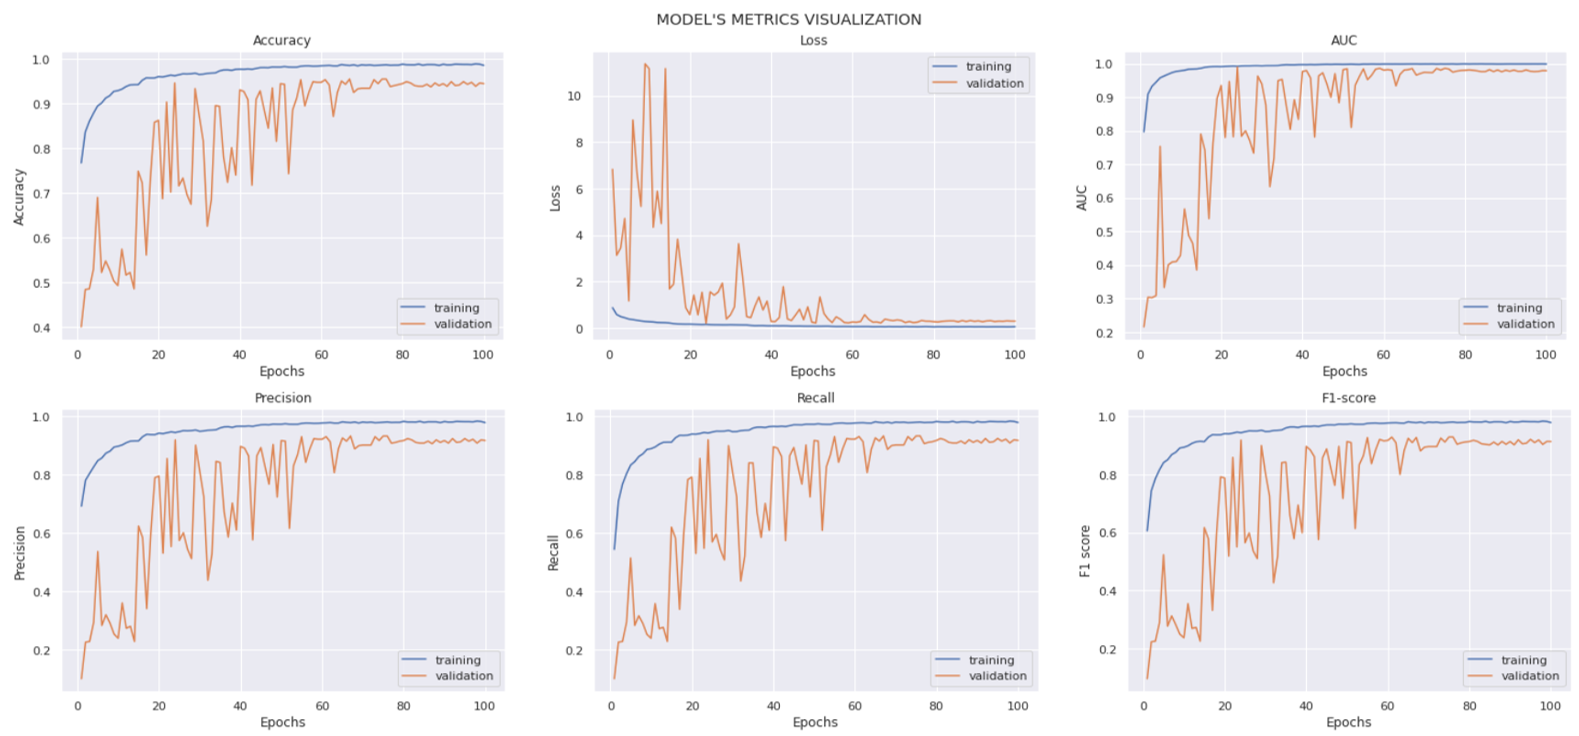 MODEL'S METRICS VISUALIZATION
Accuracy
Accuracy
1.0
0.9
0.8
0.7
0.6
0.5
0.4
training
validation
0 20 40 60 80 100
Epochs
Loss
Loss
10
8
6
4
2
0
training
validation
0 20 40 60 80 100
Epochs
AUC
AUC
1.0
0.9
0.8
0.7
0.6
0.5
0.4
0.3
0.2
training
validation
0 20 40 60 80 100
Epochs
Precision
Precision
1.0
0.8
0.6
0.4
0.2
training
validation
0 20 40 60 80 100
Epochs
Recall
Recall
1.0
0.8
0.6
0.4
0.2
training
validation
0 20 40 60 80 100
Epochs
F1-score
F1 score
1.0
0.8
0.6
0.4
0.2
training
validation
0 20 40 60 80 100
Epochs